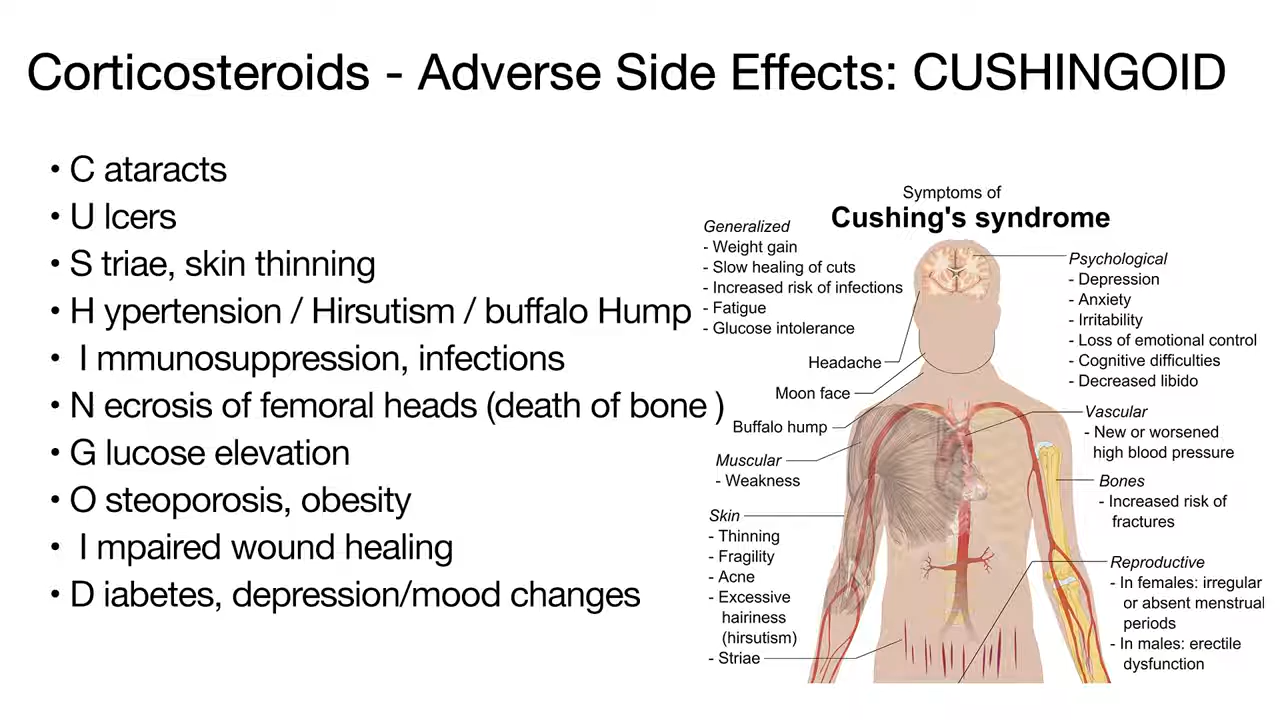 Corticosteroids - Adverse Side Effects: CUSHINGOID
• C ataracts
• U lcers
• S triae, skin thinning
• H ypertension / Hirsutism / buffalo Hump
• I mmunosuppression, infections
• N ecrosis of femoral heads (death of bone )
• G lucose elevation
• O steoporosis, obesity
• I mpaired wound healing
• D iabetes, depression/mood changes
Symptoms of
Cushing's syndrome
Generalized
- Weight gain
- Slow healing of cuts
- Increased risk of infections
- Fatigue
- Glucose intolerance
Headache
Moon face
Buffalo hump
Muscular
- Weakness
Skin
- Thinning
- Fragility
- Acne
- Excessive
hairiness
(hirsutism)
- Striae
Psychological
- Depression
- Anxiety
- Irritability
- Loss of emotional control
- Cognitive difficulties
- Decreased libido
Vascular
- New or worsened
high blood pressure
Bones
- Increased risk of
fractures
Reproductive
- In females: irregular
or absent menstrual
periods
- In males: erectile
dysfunction